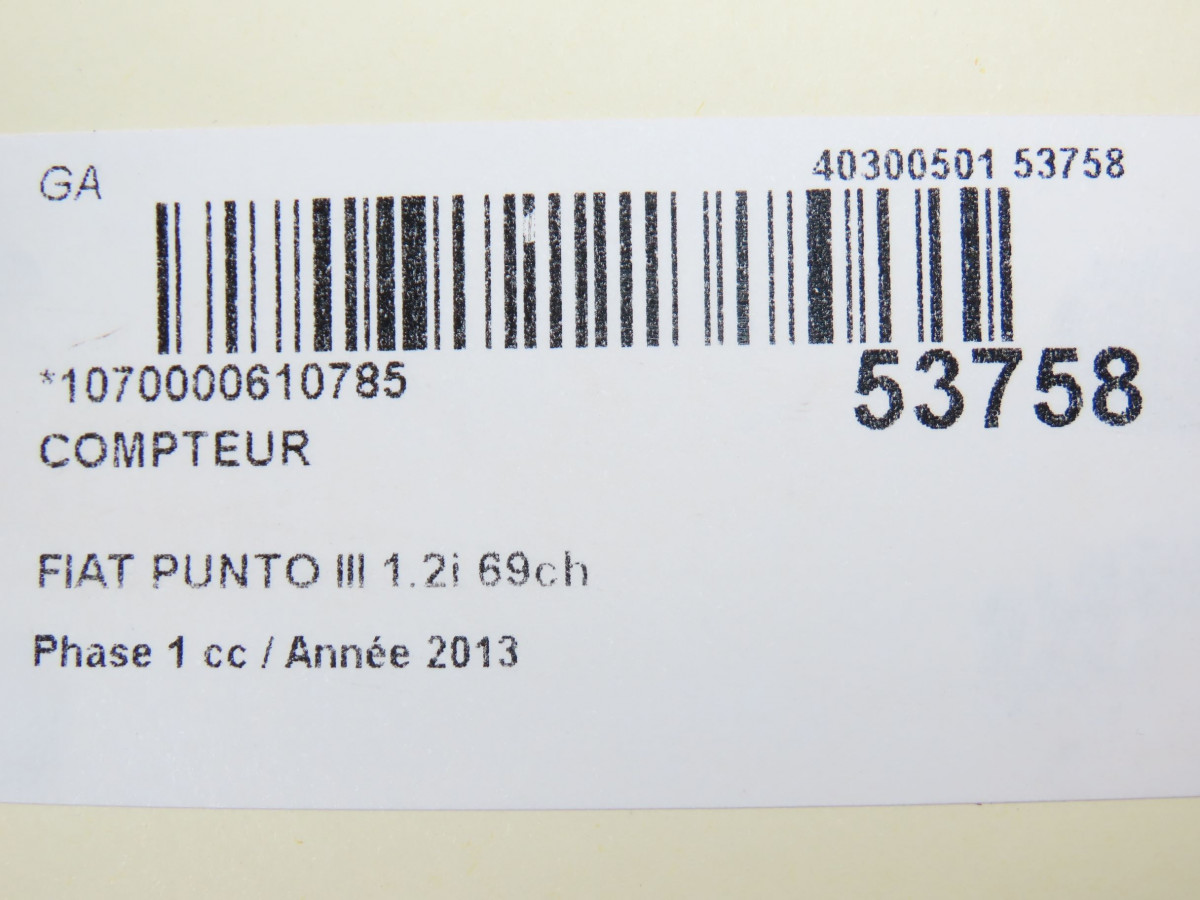 GA
40300501 53758
*1070000610785
53758
COMPTEUR
FIAT PUNTO III 1.2i 69ch
Phase 1 cc / Année 2013